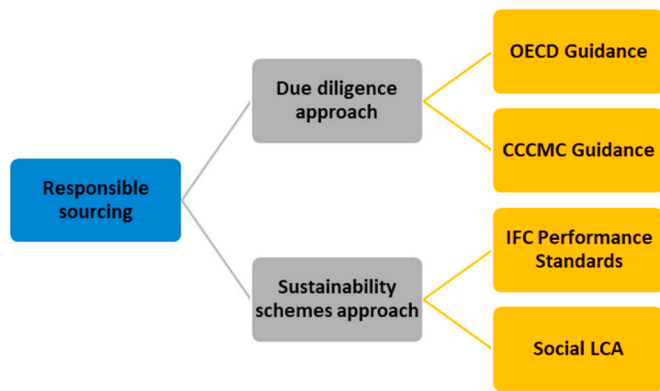 Responsible
sourcing
Due diligence
approach
OECD Guidance
CCCMC Guidance
Sustainability
schemes approach
IFC Performance
Standards
Social LCA